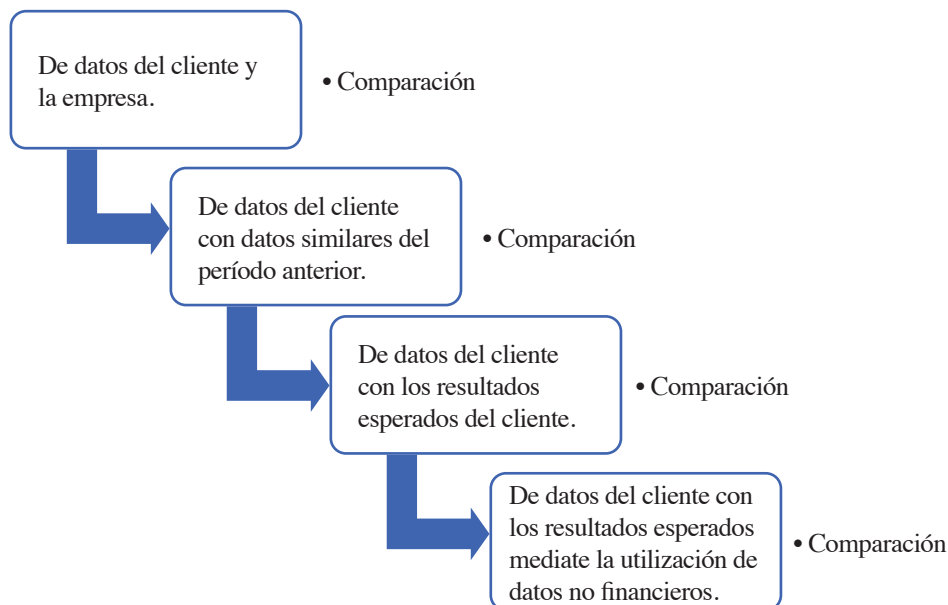 De datos del cliente y
la empresa.
• Comparación
De datos del cliente
con datos similares del
período anterior.
• Comparación
De datos del cliente
con los resultados
esperados del cliente.
• Comparación
De datos del cliente con
los resultados esperados
mediate la utilización de
datos no financieros.
• Comparación